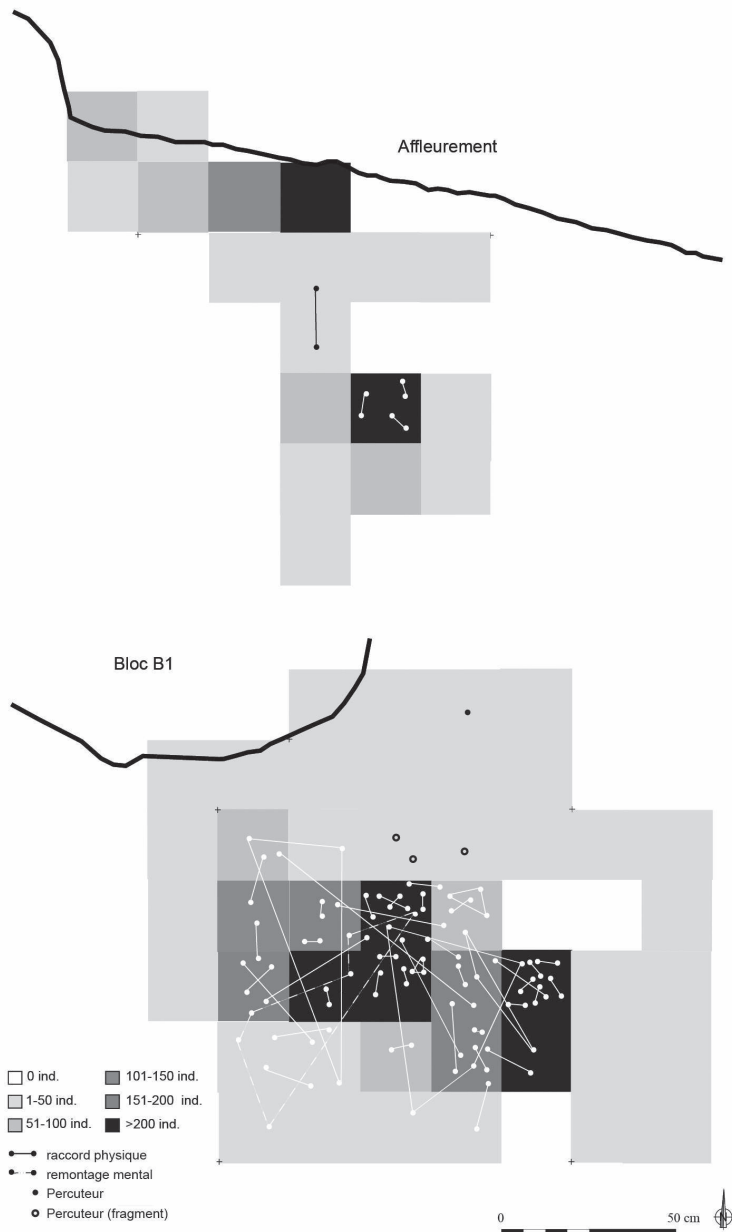 Affleurement
Bloc B1
0 ind.
1-50 ind.
51-100 ind.
101-150 ind.
151-200 ind.
>200 ind.
raccord physique
remontage mental
Percuteur
Percuteur (fragment)
0 50 cm
N